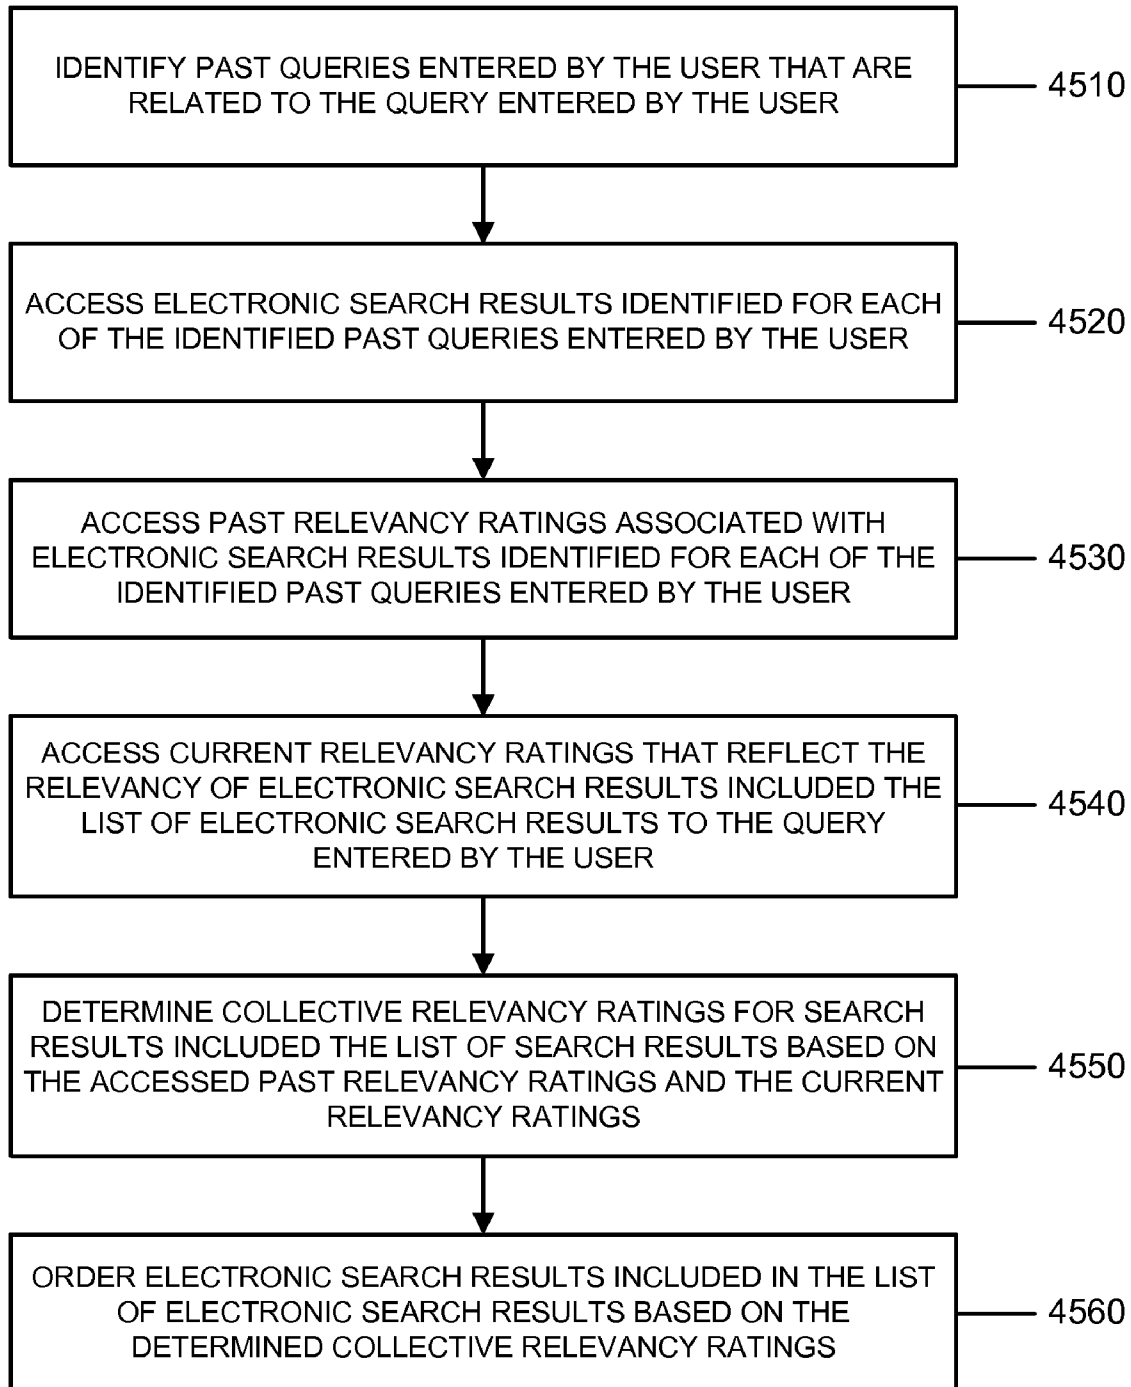 IDENTIFY PAST QUERIES ENTERED BY THE USER THAT ARE
RELATED TO THE QUERY ENTERED BY THE USER
4510
ACCESS ELECTRONIC SEARCH RESULTS IDENTIFIED FOR EACH
OF THE IDENTIFIED PAST QUERIES ENTERED BY THE USER
4520
ACCESS PAST RELEVANCY RATINGS ASSOCIATED WITH
ELECTRONIC SEARCH RESULTS IDENTIFIED FOR EACH OF THE
IDENTIFIED PAST QUERIES ENTERED BY THE USER
4530
ACCESS CURRENT RELEVANCY RATINGS THAT REFLECT THE
RELEVANCY OF ELECTRONIC SEARCH RESULTS INCLUDED THE
LIST OF ELECTRONIC SEARCH RESULTS TO THE QUERY
ENTERED BY THE USER
4540
DETERMINE COLLECTIVE RELEVANCY RATINGS FOR SEARCH
RESULTS INCLUDED THE LIST OF SEARCH RESULTS BASED ON
THE ACCESSED PAST RELEVANCY RATINGS AND THE CURRENT
RELEVANCY RATINGS
4550
ORDER ELECTRONIC SEARCH RESULTS INCLUDED IN THE LIST
OF ELECTRONIC SEARCH RESULTS BASED ON THE
DETERMINED COLLECTIVE RELEVANCY RATINGS
4560